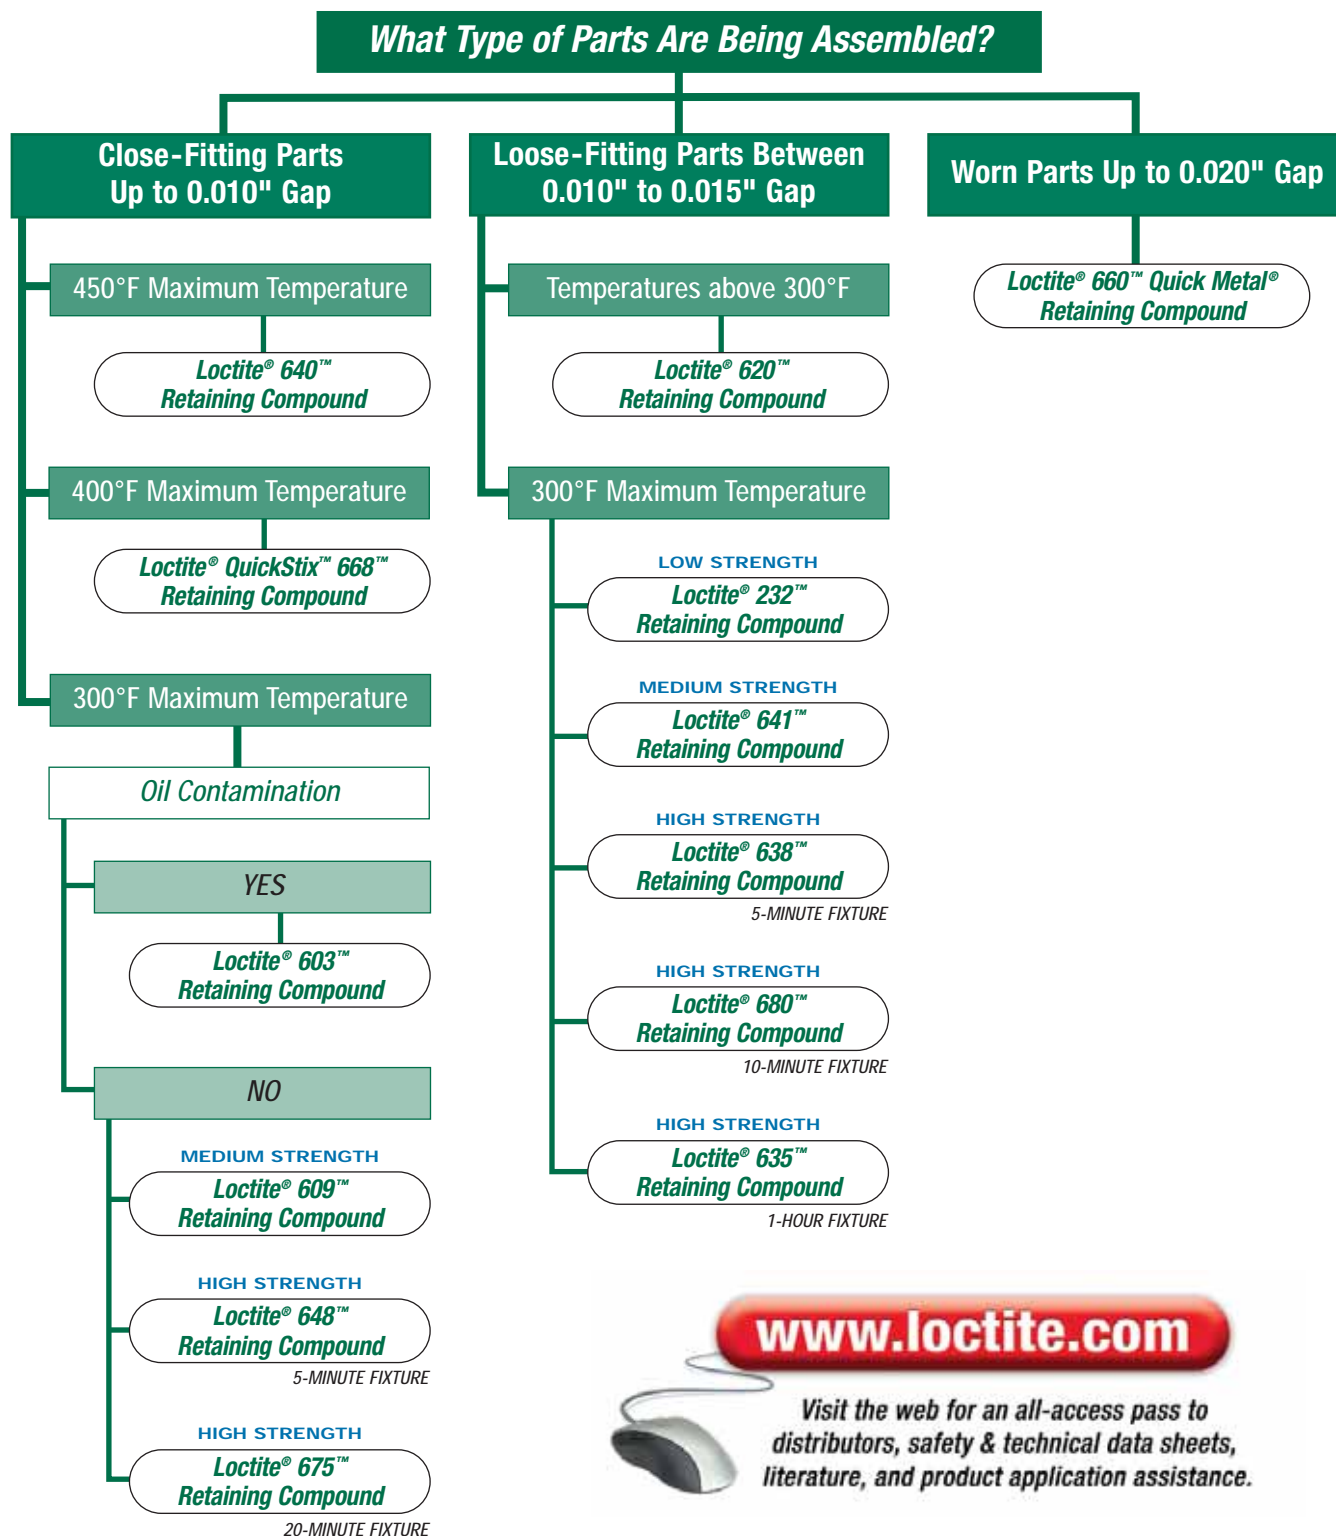 What Type of Parts Are Being Assembled?
Close-Fitting Parts
Up to 0.010" Gap
450°F Maximum Temperature
Loctite® 640™
Retaining Compound
400°F Maximum Temperature
Loctite® QuickStix™ 668™
Retaining Compound
300°F Maximum Temperature
Oil Contamination
YES
Loctite® 603™
Retaining Compound
NO
MEDIUM STRENGTH
Loctite® 609™
Retaining Compound
HIGH STRENGTH
Loctite® 648™
Retaining Compound
5-MINUTE FIXTURE
HIGH STRENGTH
Loctite® 675™
Retaining Compound
20-MINUTE FIXTURE
Loose-Fitting Parts Between
0.010" to 0.015" Gap
Temperatures above 300°F
Loctite® 620™
Retaining Compound
300°F Maximum Temperature
LOW STRENGTH
Loctite® 232™
Retaining Compound
MEDIUM STRENGTH
Loctite® 641™
Retaining Compound
HIGH STRENGTH
Loctite® 638™
Retaining Compound
5-MINUTE FIXTURE
HIGH STRENGTH
Loctite® 680™
Retaining Compound
10-MINUTE FIXTURE
HIGH STRENGTH
Loctite® 635™
Retaining Compound
1-HOUR FIXTURE
Worn Parts Up to 0.020" Gap
Loctite® 660™ Quick Metal®
Retaining Compound
www.loctite.com
Visit the web for an all-access pass to
distributors, safety & technical data sheets,
literature, and product application assistance.